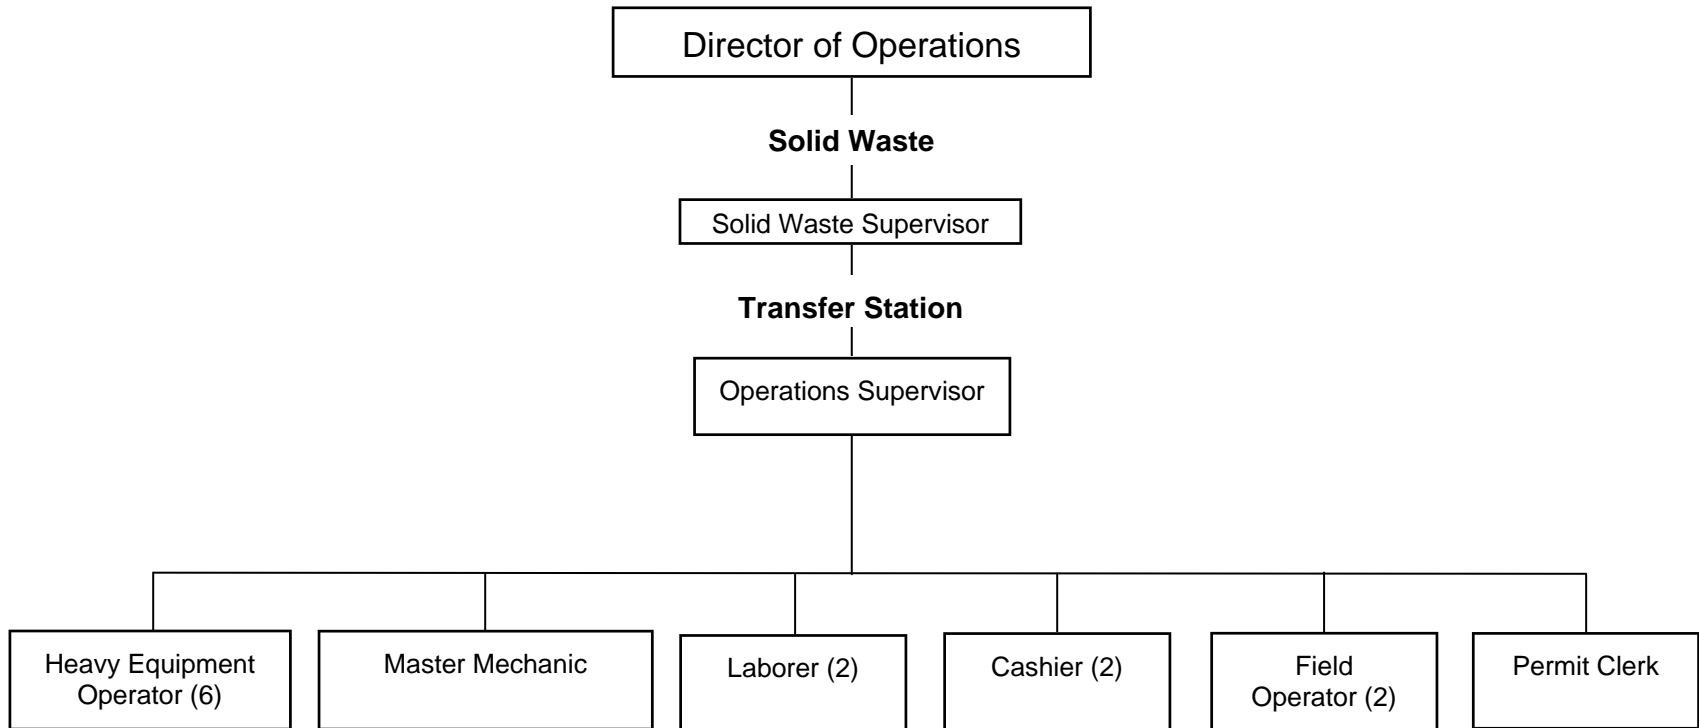 Director of Operations
Solid Waste
Solid Waste Supervisor
Transfer Station
Operations Supervisor
Heavy Equipment
Operator (6)
Master Mechanic
Laborer (2)
Cashier (2)
Field
Operator (2)
Permit Clerk